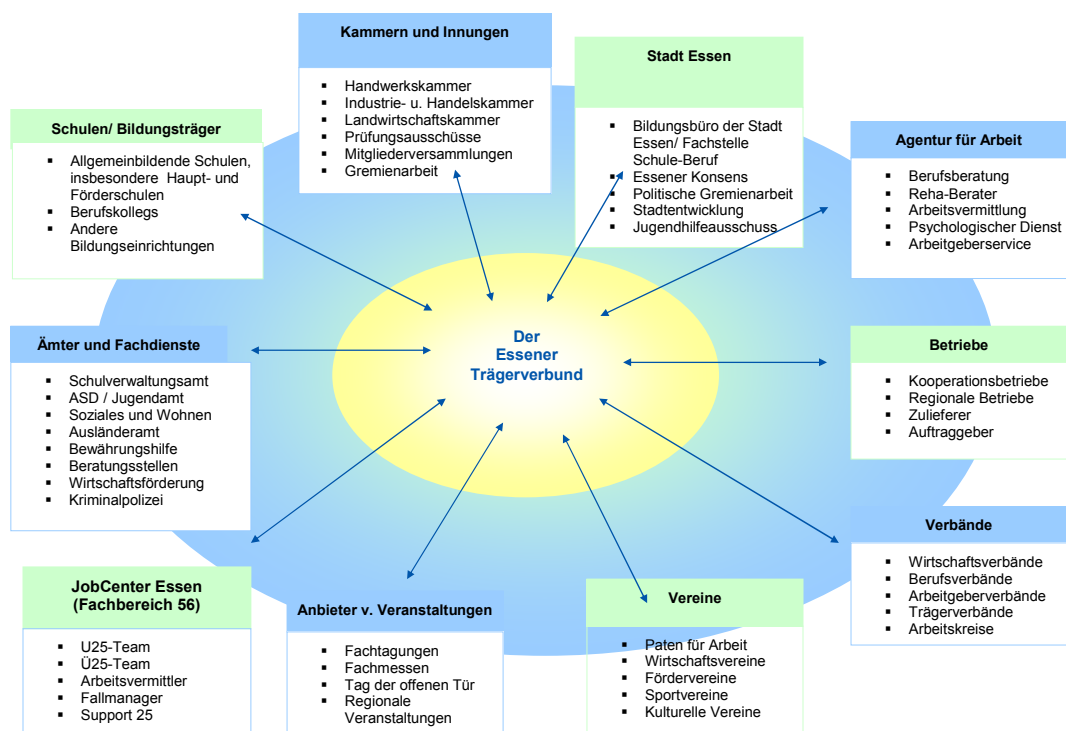 Kammern und Innungen
▪ Handwerkskammer
▪ Industrie- u. Handelskammer
▪ Landwirtschaftskammer
▪ Prüfungsausschüsse
▪ Mitgliederversammlungen
▪ Gremienarbeit
Stadt Essen
▪ Bildungsbüro der Stadt
Essen/ Fachstelle
Schule-Beruf
▪ Essener Konsens
▪ Politische Gremienarbeit
▪ Stadtentwicklung
▪ Jugendhilfeausschuss
Schulen/ Bildungsträger
▪ Allgemeinbildende Schulen,
insbesondere Haupt- und
Förderschulen
▪ Berufskollegs
▪ Andere
Bildungseinrichtungen
Agentur für Arbeit
▪ Berufsberatung
▪ Reha-Berater
▪ Arbeitsvermittlung
▪ Psychologischer Dienst
▪ Arbeitgeberservice
Der
Essener
Trägerverbund
Ämter und Fachdienste
▪ Schulverwaltungsamt
▪ ASD / Jugendamt
▪ Soziales und Wohnen
▪ Ausländeramt
▪ Bewährungshilfe
▪ Beratungsstellen
▪ Wirtschaftsförderung
▪ Kriminalpolizei
Betriebe
▪ Kooperationsbetriebe
▪ Regionale Betriebe
▪ Zulieferer
▪ Auftraggeber
JobCenter Essen
(Fachbereich 56)
▪ U25-Team
▪ Ü25-Team
▪ Arbeitsvermittler
▪ Fallmanager
▪ Support 25
Anbieter v. Veranstaltungen
▪ Fachtagungen
▪ Fachmessen
▪ Tag der offenen Tür
▪ Regionale
Veranstaltungen
Vereine
▪ Paten für Arbeit
▪ Wirtschaftsvereine
▪ Fördervereine
▪ Sportvereine
▪ Kulturelle Vereine
Verbände
▪ Wirtschaftsverbände
▪ Berufsverbände
▪ Arbeitgeberverbände
▪ Trägerverbände
▪ Arbeitskreise